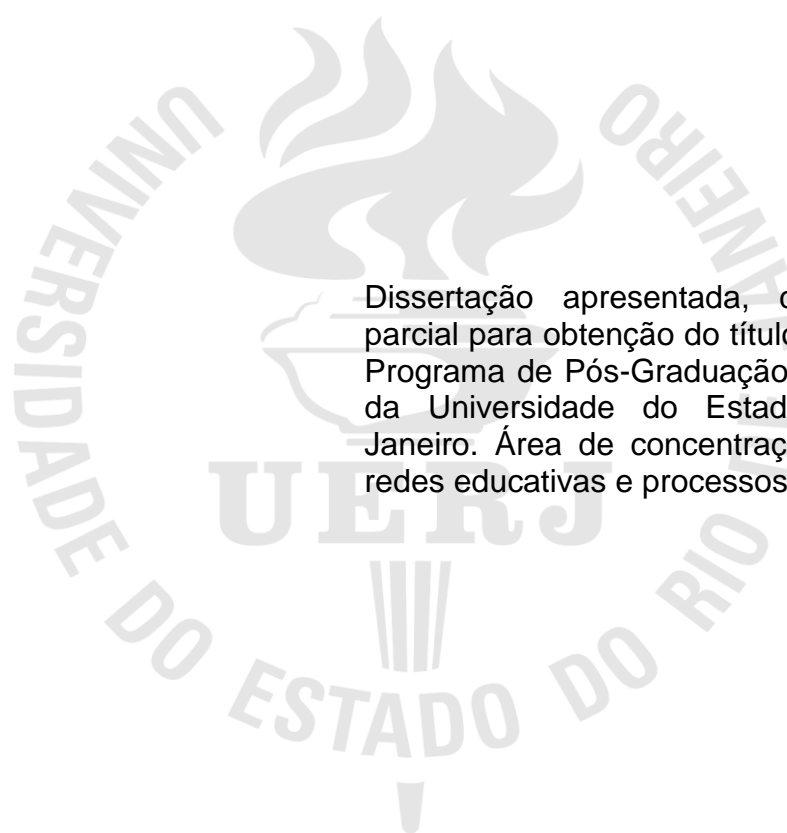 UNIVERSIDADE DO ESTADO DO RIO DE JANEIRO
UERJ
Dissertação apresentada,
parcial para obtenção do título
Programa de Pós-Graduação
da Universidade do Estad
Janeiro. Área de concentraç
redes educativas e processos